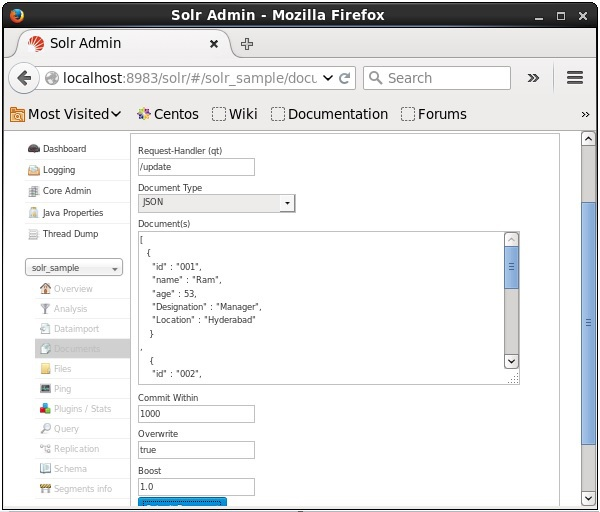 Solr Admin - Mozilla Firefox
Solr Admin
localhost:8983/solr/#/solr_sample/docu
Search
Most Visited
Centos
Wiki
Documentation
Forums
Dashboard
Logging
Core Admin
Java Properties
Thread Dump
solr_sample
Overview
Analysis
Dataimport
Documents
Files
Ping
Plugins / Stats
Query
Replication
Schema
Segments info
Request-Handler (qt)
/update
Document Type
JSON
Document(s)
[
{
"id" : "001",
"name" : "Ram",
"age" : 53,
"Designation" : "Manager",
"Location" : "Hyderabad"
}
,
{
"id" : "002",
Commit Within
1000
Overwrite
true
Boost
1.0